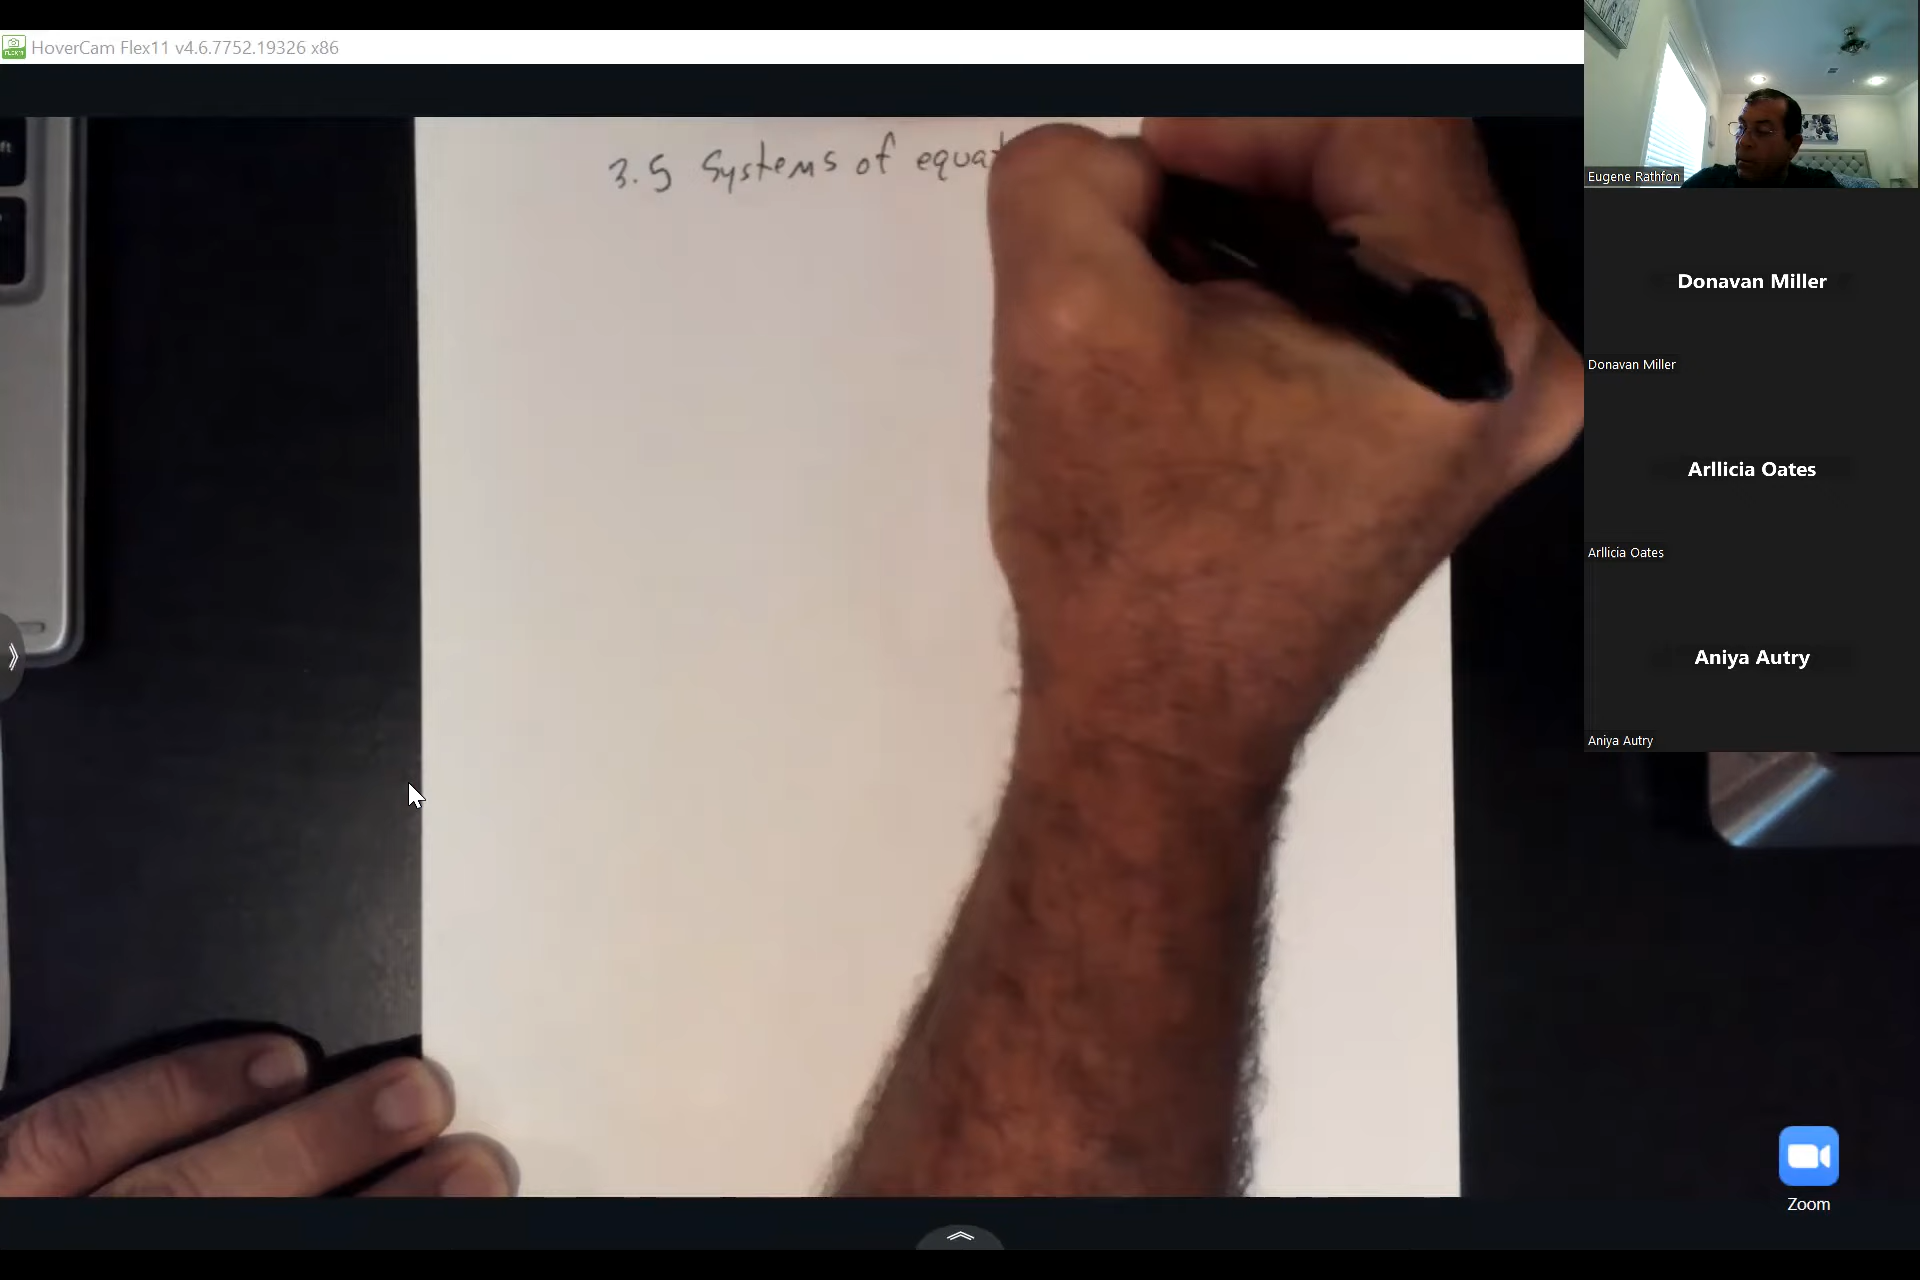 HoverCam Flex11 v4.6.7752.19326 x86
3.5 Systems of equat
Eugene Rathfon
Donavan Miller
Donavan Miller
Arllicia Oates
Arllicia Oates
Aniya Autry
Aniya Autry
Zoom